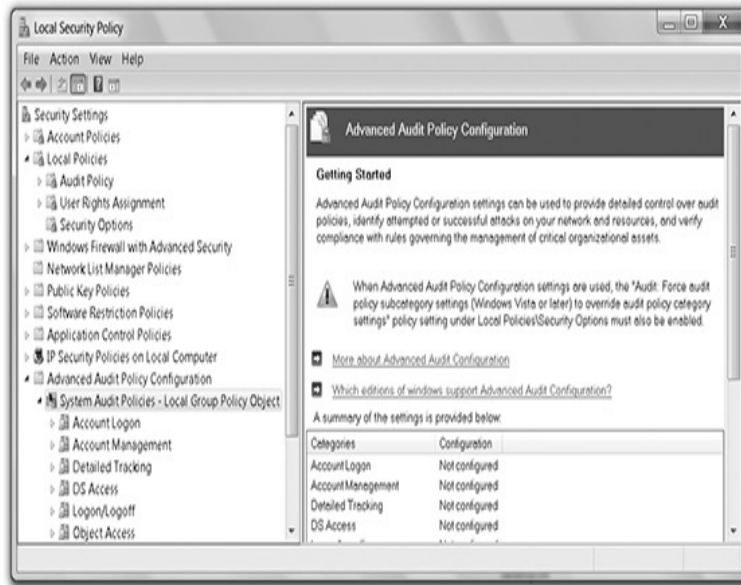 Local Security Policy
File Action View Help
Security Settings
Account Policies
Local Policies
Audit Policy
User Rights Assignment
Security Options
Windows Firewall with Advanced Security
Network List Manager Policies
Public Key Policies
Software Restriction Policies
Application Control Policies
IP Security Policies on Local Computer
Advanced Audit Policy Configuration
System Audit Policies - Local Group Policy Object
Account Logon
Account Management
Detailed Tracking
DS Access
Logon/Logoff
Object Access
Advanced Audit Policy Configuration
Getting Started
Advanced Audit Policy Configuration settings can be used to provide detailed control over audit
policies, identify attempted or successful attacks on your network and resources, and verify
compliance with rules governing the management of critical organizational assets.
When Advanced Audit Policy Configuration settings are used, the "Audit: Force audit
policy subcategory settings (Windows Vista or later) to override audit policy category
settings" policy setting under Local Policies\Security Options must also be enabled.
More about Advanced Audit Configuration
Which editions of windows support Advanced Audit Configuration?
A summary of the settings is provided below:
Categories Configuration
Account Logon Not configured
Account Management Not configured
Detailed Tracking Not configured
DS Access Not configured